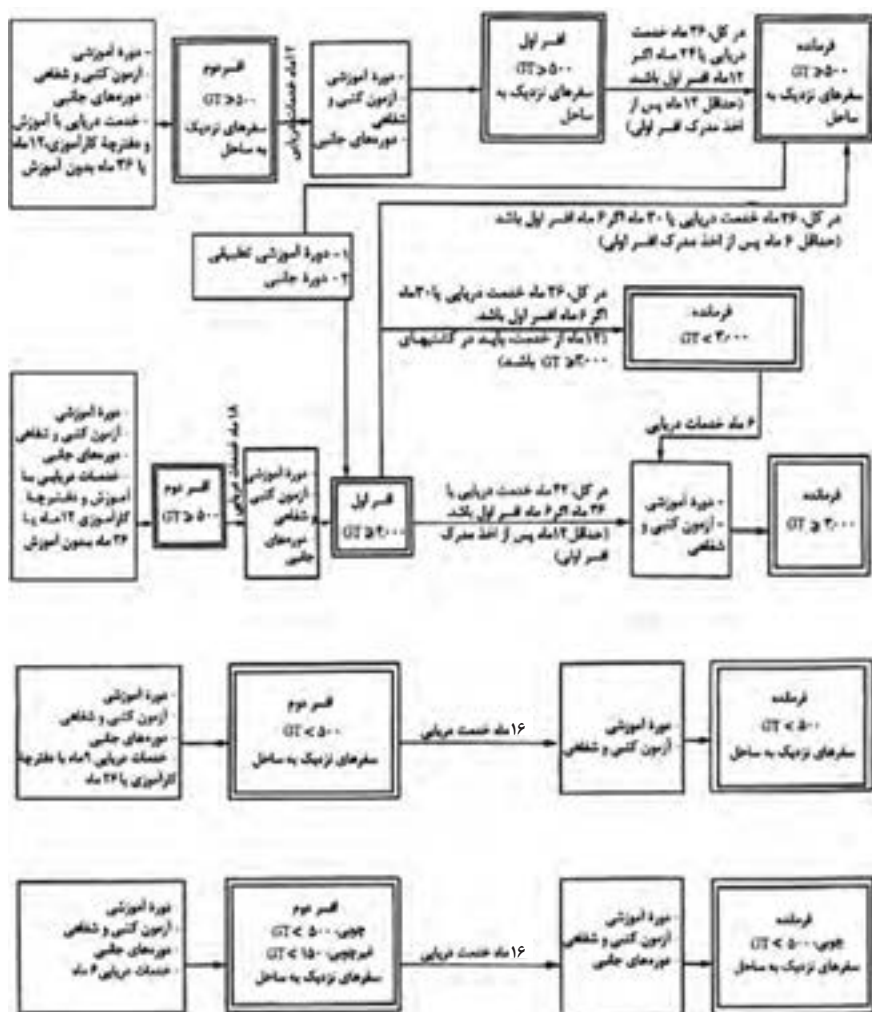 - دورهٔ آموزشی
- آزمون کتبی و شفاهی
- دوره‌های جانبی
- خدمت دریایی با آموزش
و دفترچهٔ کارآموزی، ۱۲ ماه
یا ۳۶ ماه بدون آموزش
افسر دوم
GT ≥ ۵۰۰
سفرهای نزدیک
به ساحل
۱۲ ماه خدمات دریایی
- دورهٔ آموزشی
- آزمون کتبی و
شفاهی
- دوره‌های جانبی
افسر اول
GT > ۵۰۰
سفرهای نزدیک به
ساحل
در کل، ۳۶ ماه خدمت
دریایی یا ۲۴ ماه اگر
۱۲ ماه افسر اول باشد.
(حداقل ۱۲ ماه پس از
اخذ مدرک افسر اولی)
فرمانده
GT > ۵۰۰
سفرهای نزدیک به
ساحل
در کل، ۳۶ ماه خدمت دریایی یا ۳۰ ماه اگر ۶ ماه افسر اول باشد
(حداقل ۶ ماه پس از اخذ مدرک افسر اولی)
۱- دورهٔ آموزشی تطبیقی
۲- دورهٔ جانبی
در کل، ۳۶ ماه خدمت دریایی یا ۳۰ ماه
اگر ۶ ماه افسر اول باشد.
(۱۲ ماه از خدمت، باید در کشتیهای
GT ≥ ۳۰۰۰ باشد)
فرمانده
GT < ۳۰۰۰
۶ ماه خدمات دریایی
- دورهٔ آموزشی
- آزمون کتبی و شفاهی
- دوره‌های جانبی
- خدمات دریایی با
آموزش و دفترچهٔ
کارآموزی ۱۲ ماه یا
۳۶ ماه بدون آموزش
افسر دوم
GT ≥ ۵۰۰
۱۸ ماه خدمات دریایی
- دورهٔ آموزشی
- آزمون کتبی
و شفاهی
- دوره‌های
جانبی
افسر اول
GT ≥ ۳۰۰۰
در کل، ۴۲ ماه خدمت دریایی یا
۳۶ ماه اگر ۶ ماه افسر اول باشد
(حداقل ۱۲ ماه پس از اخذ مدرک
افسر اولی)
- دورهٔ آموزشی
- آزمون کتبی و
شفاهی
فرمانده
GT ≥ ۳۰۰۰
- دورهٔ آموزشی
- آزمون کتبی و شفاهی
- دوره‌های جانبی
- خدمات دریایی ۹ ماه با دفترچهٔ
کارآموزی یا ۳۶ ماه
افسر دوم
GT < ۵۰۰
سفرهای نزدیک به ساحل
۱۶ ماه خدمت دریایی
- دورهٔ آموزشی
- آزمون کتبی و شفاهی
فرمانده
GT < ۵۰۰
سفرهای نزدیک به ساحل
- دورهٔ آموزشی
- آزمون کتبی و شفاهی
- دوره‌های جانبی
- خدمات دریایی ۶ ماه
افسر دوم
چوبی، GT < ۵۰۰
غیرچوبی، GT < ۱۵۰
سفرهای نزدیک به ساحل
۱۶ ماه خدمت دریایی
- دورهٔ آموزشی
- آزمون کتبی و شفاهی
- دوره‌های جانبی
فرمانده
چوبی، GT < ۵۰۰
سفرهای نزدیک به ساحل